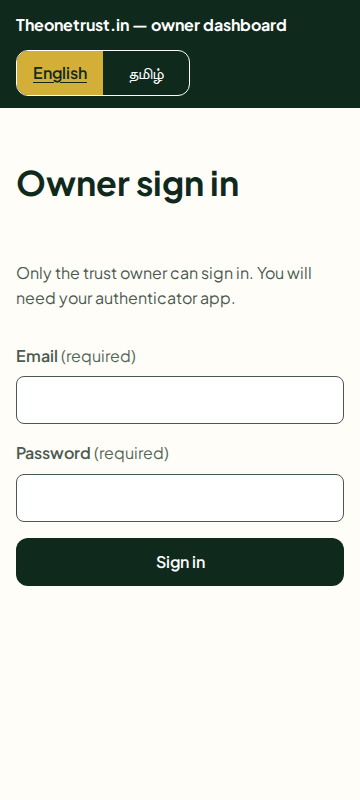 Theonetrust.in — owner dashboard
English
தமிழ்
Owner sign in
Only the trust owner can sign in. You will
need your authenticator app.
Email (required)
Password (required)
Sign in